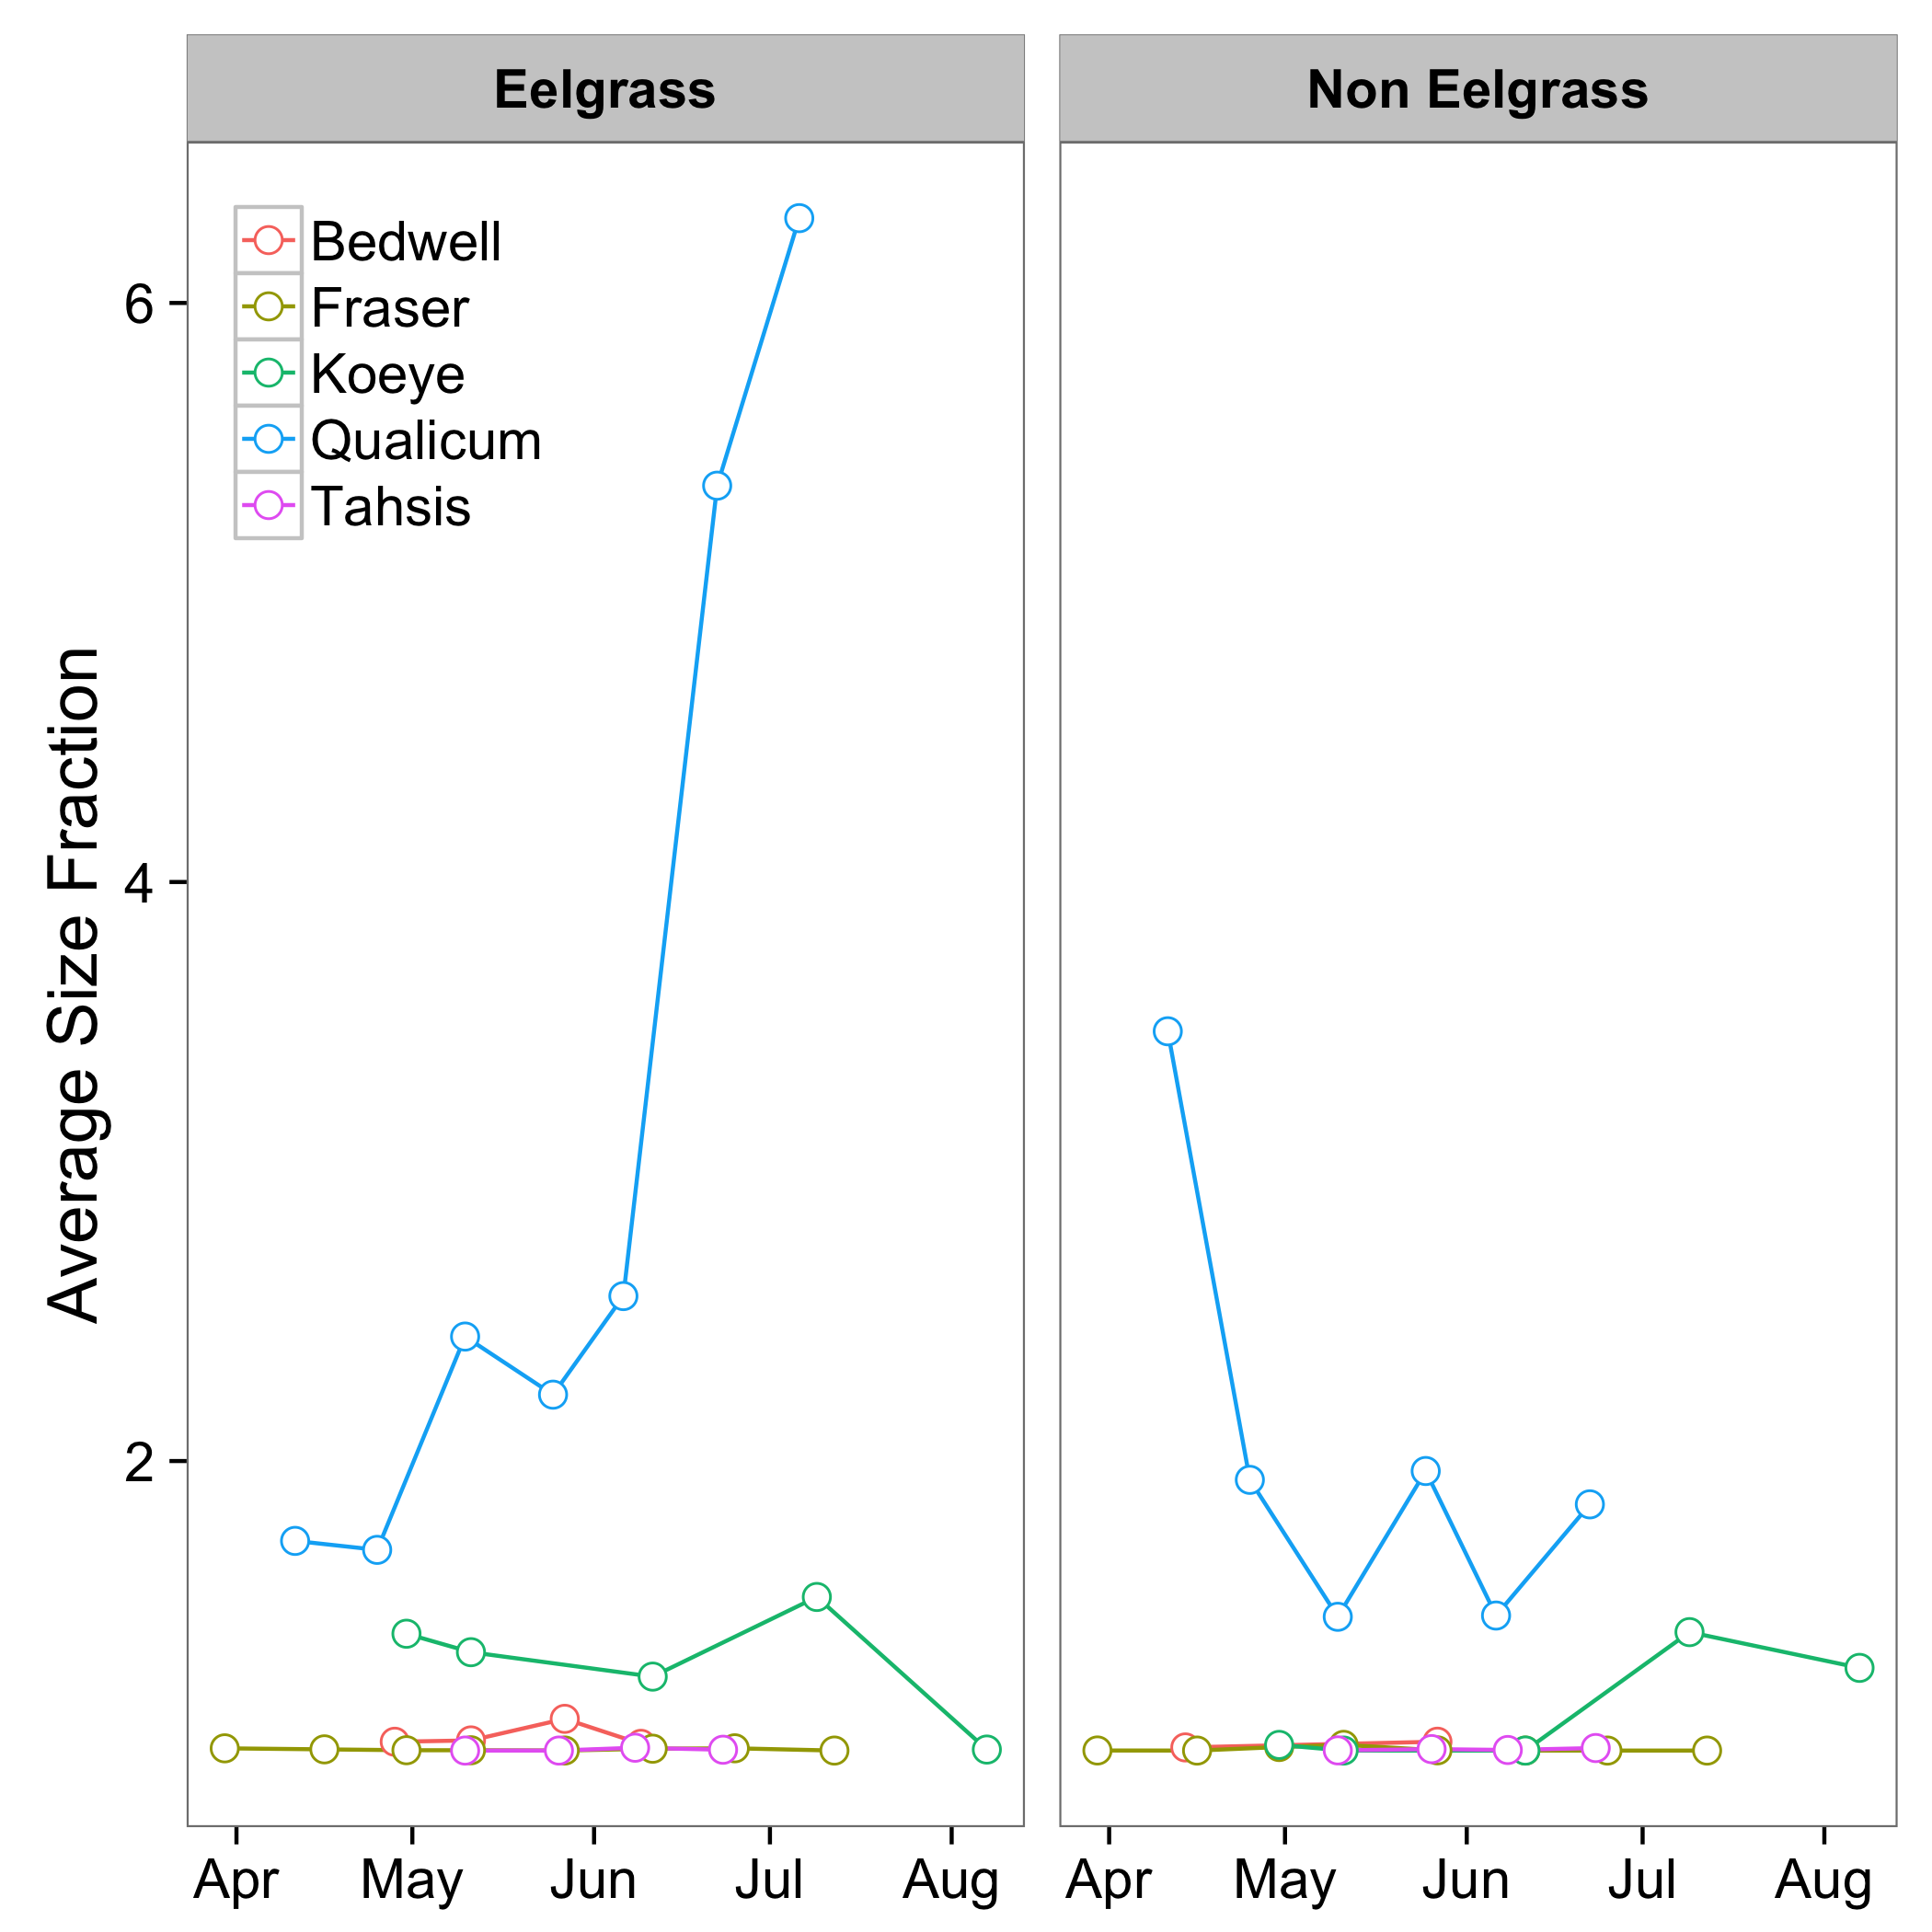 Eelgrass
Non Eelgrass
Bedwell
Fraser
Koeye
Qualicum
Tahsis
Average Size Fraction
6
4
2
Apr May Jun Jul Aug
Apr May Jun Jul Aug